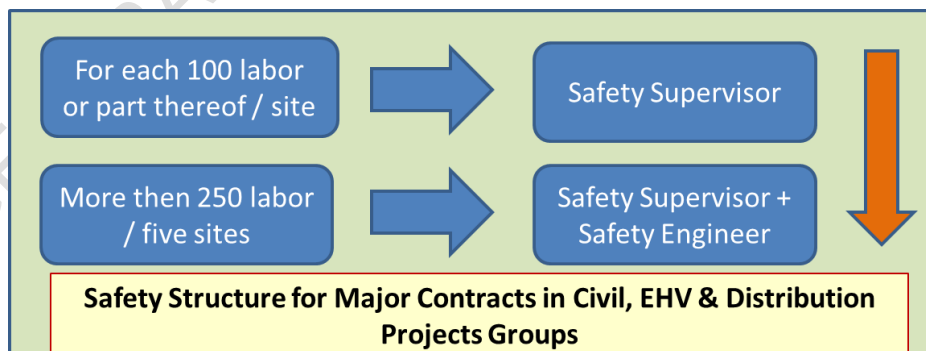 For each 100 labor
or part thereof / site
Safety Supervisor
More then 250 labor
/ five sites
Safety Supervisor +
Safety Engineer
Safety Structure for Major Contracts in Civil, EHV & Distribution
Projects Groups